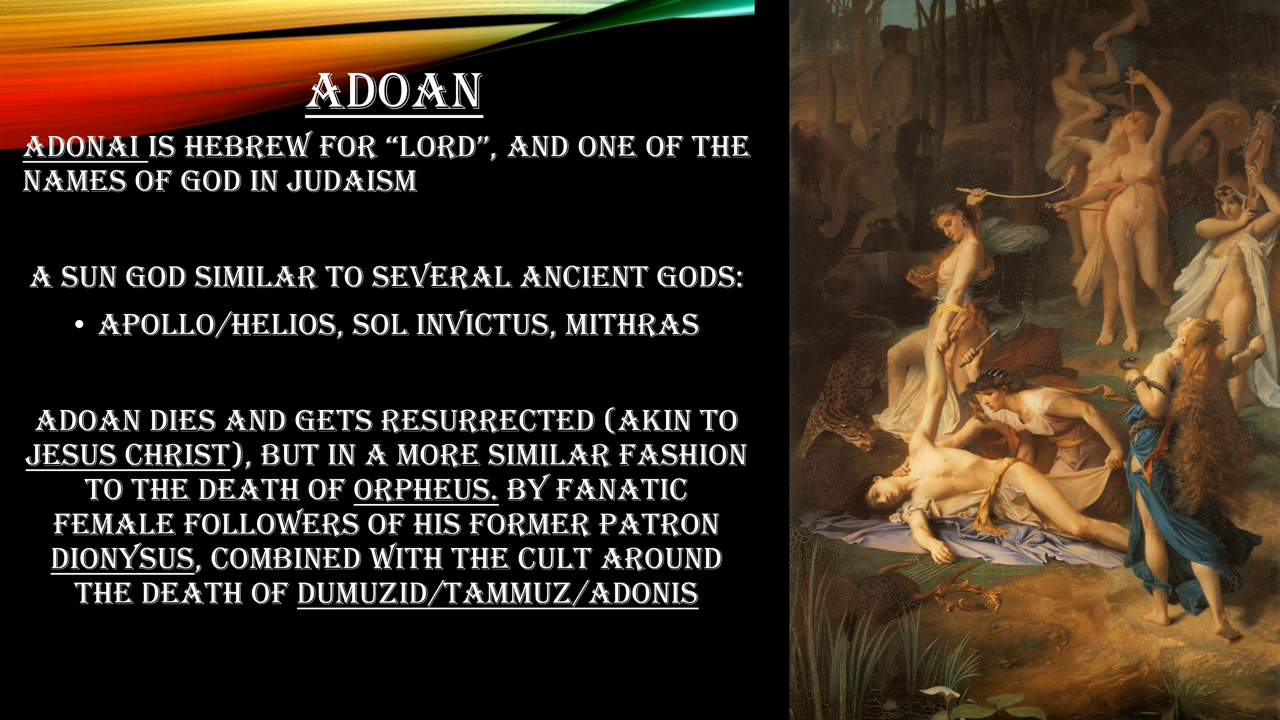 ADOAN
ADONAI IS HEBREW FOR “LORD”, AND ONE OF THE
NAMES OF GOD IN JUDAISM
A SUN GOD SIMILAR TO SEVERAL ANCIENT GODS:
• APOLLO/HELIOS, SOL INVICTUS, MITHRAS
ADOAN DIES AND GETS RESURRECTED (AKIN TO
JESUS CHRIST), BUT IN A MORE SIMILAR FASHION
TO THE DEATH OF ORPHEUS. BY FANATIC
FEMALE FOLLOWERS OF HIS FORMER PATRON
DIONYSUS, COMBINED WITH THE CULT AROUND
THE DEATH OF DUMUZID/TAMMUZ/ADONIS